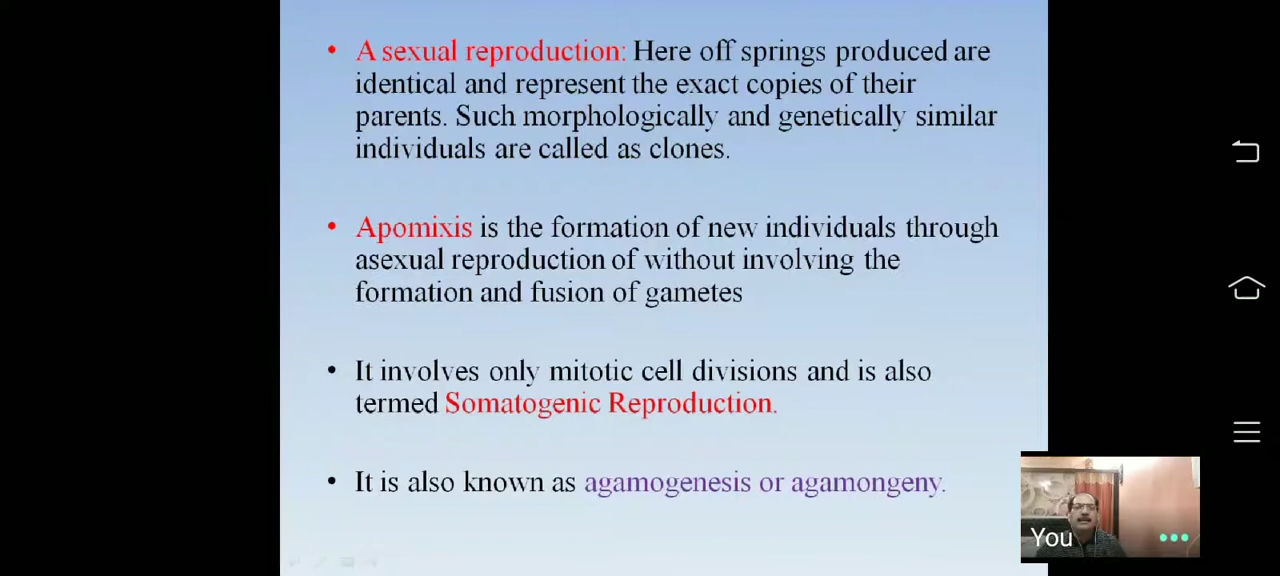 • A sexual reproduction: Here off springs produced are
identical and represent the exact copies of their
parents. Such morphologically and genetically similar
individuals are called as clones.
• Apomixis is the formation of new individuals through
asexual reproduction of without involving the
formation and fusion of gametes
• It involves only mitotic cell divisions and is also
termed Somatogenic Reproduction.
• It is also known as agamogenesis or agamongeny.
You